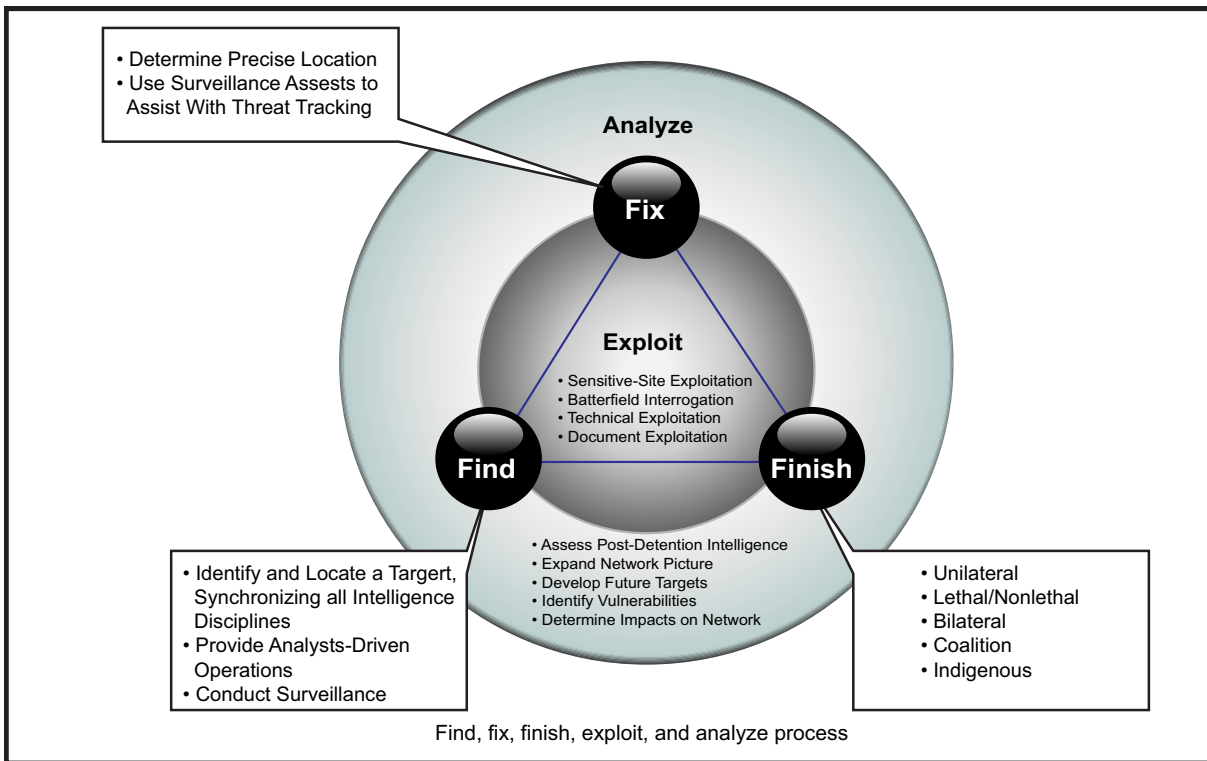 • Determine Precise Location
• Use Surveillance Assests to
Assist With Threat Tracking
Analyze
Fix
Exploit
• Sensitive-Site Exploitation
• Batterfield Interrogation
• Technical Exploitation
• Document Exploitation
Find
Finish
• Assess Post-Detention Intelligence
• Expand Network Picture
• Develop Future Targets
• Identify Vulnerabilities
• Determine Impacts on Network
• Identify and Locate a Targert,
Synchronizing all Intelligence
Disciplines
• Provide Analysts-Driven
Operations
• Conduct Surveillance
• Unilateral
• Lethal/Nonlethal
• Bilateral
• Coalition
• Indigenous
Find, fix, finish, exploit, and analyze process